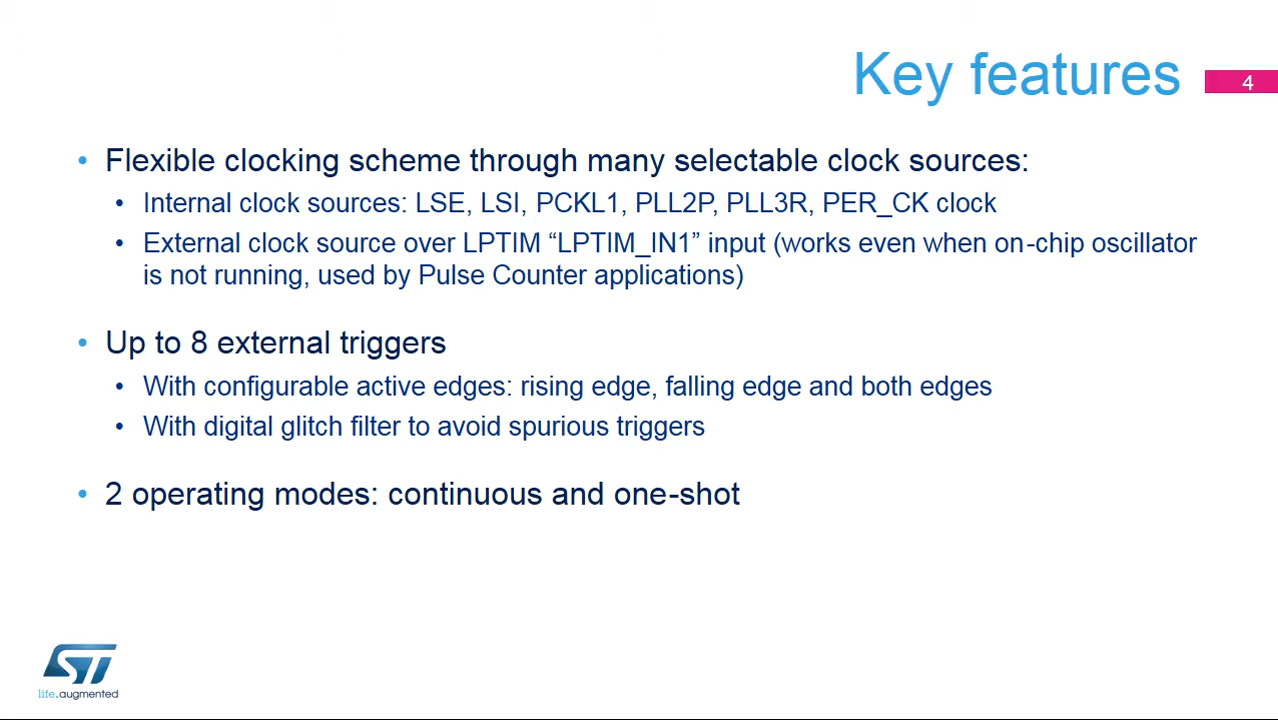 Key features
4
• Flexible clocking scheme through many selectable clock sources:
• Internal clock sources: LSE, LSI, PCKL1, PLL2P, PLL3R, PER_CK clock
• External clock source over LPTIM “LPTIM_IN1” input (works even when on-chip oscillator
is not running, used by Pulse Counter applications)
• Up to 8 external triggers
• With configurable active edges: rising edge, falling edge and both edges
• With digital glitch filter to avoid spurious triggers
• 2 operating modes: continuous and one-shot
ST
life.augmented